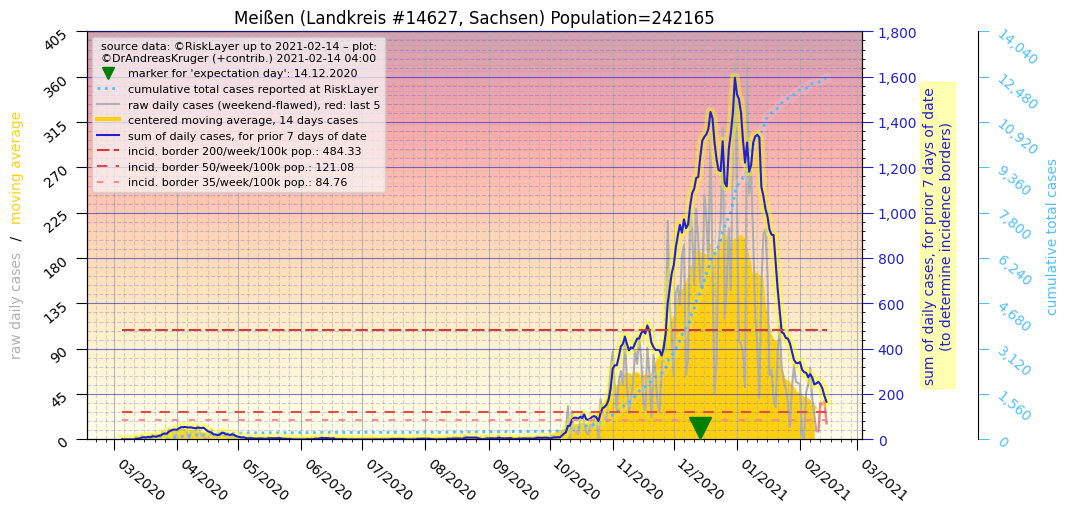 Meißen (Landkreis #14627, Sachsen) Population=242165
source data: ©RiskLayer up to 2021-02-14 – plot:
©DrAndreasKruger (+contrib.) 2021-02-14 04:00
marker for 'expectation day': 14.12.2020
cumulative total cases reported at RiskLayer
raw daily cases (weekend-flawed), red: last 5
centered moving average, 14 days cases
sum of daily cases, for prior 7 days of date
incid. border 200/week/100k pop.: 484.33
incid. border 50/week/100k pop.: 121.08
incid. border 35/week/100k pop.: 84.76
raw daily cases / moving average
405
360
315
270
225
180
135
90
45
0
03/2020
04/2020
05/2020
06/2020
07/2020
08/2020
09/2020
10/2020
11/2020
12/2020
01/2021
02/2021
03/2021
1,800
1,600
1,400
1,200
1,000
800
600
400
200
0
sum of daily cases, for prior 7 days of date
(to determine incidence borders)
14,040
12,480
10,920
9,360
7,800
6,240
4,680
3,120
1,560
0
cumulative total cases